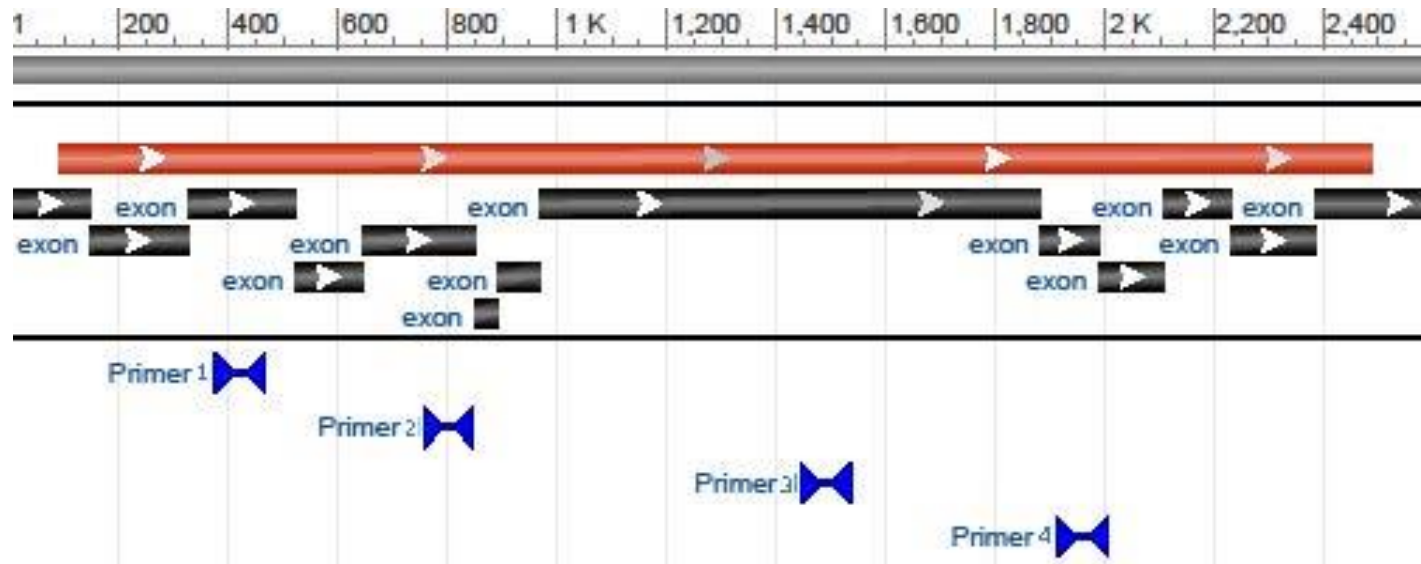 1 200 400 600 800 1 K 1,200 1,400 1,600 1,800 2 K 2,200 2,400
exon exon exon exon
exon exon exon exon
exon exon exon
exon
Primer 1
Primer 2
Primer 3
Primer 4